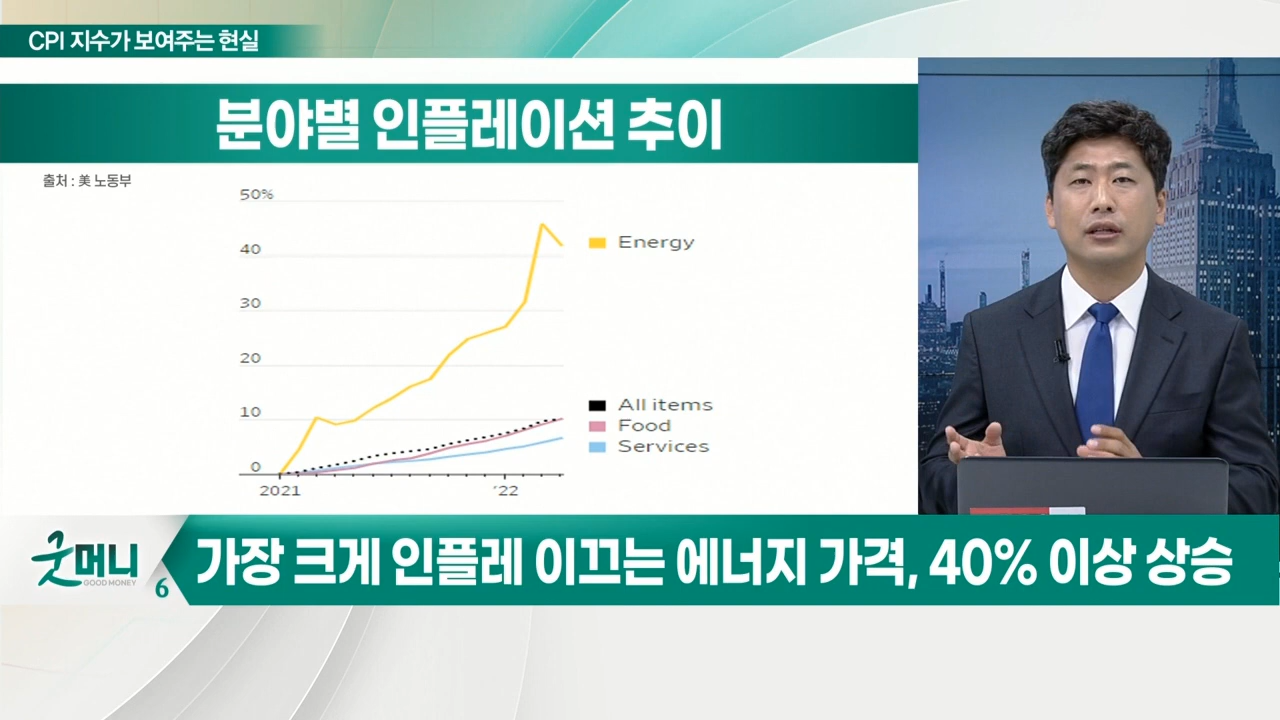 CPI 지수가 보여주는 현실
분야별 인플레이션 추이
출처 : 美 노동부
50%
40
30
20
10
0
2021
'22
Energy
All items
Food
Services
굿머니
GOOD MONEY
6
가장 크게 인플레 이끄는 에너지 가격, 40% 이상 상승